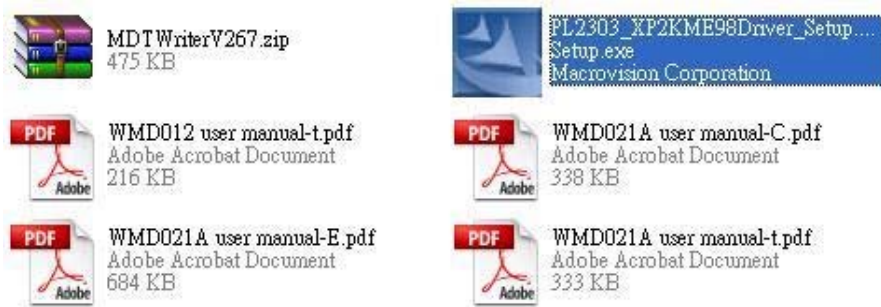 MDTWriterV267.zip
475 KB
PL2303_XP2KME98Driver_Setup....
Setup.exe
Macrovision Corporation
PDF
WMD012 user manual-t.pdf
Adobe Acrobat Document
216 KB
Adobe
PDF
WMD021A user manual-C.pdf
Adobe Acrobat Document
338 KB
Adobe
PDF
WMD021A user manual-E.pdf
Adobe Acrobat Document
684 KB
Adobe
PDF
WMD021A user manual-t.pdf
Adobe Acrobat Document
333 KB
Adobe